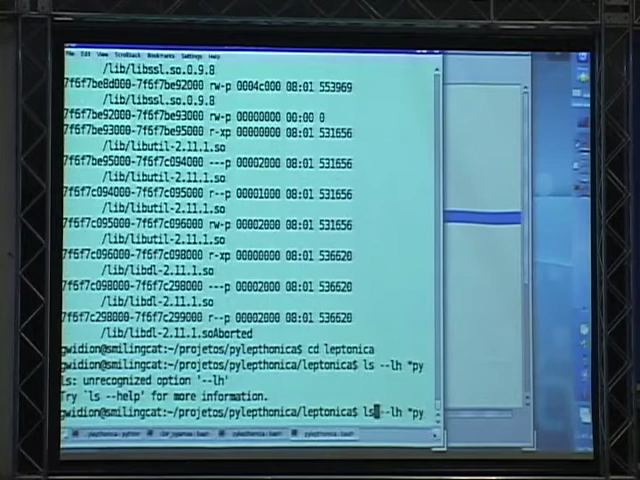 File Edit View Scrollback Bookmarks Settings Help
/lib/libssl.so.0.9.8
7f6f7be8d000-7f6f7be92000 rw-p 0004c000 08:01 553969
/lib/libssl.so.0.9.8
7f6f7be92000-7f6f7be93000 rw-p 00000000 00:00 0
7f6f7be93000-7f6f7be95000 r-xp 00000000 08:01 531656
/lib/libutil-2.11.1.so
7f6f7be95000-7f6f7c094000 ---p 00002000 08:01 531656
/lib/libutil-2.11.1.so
7f6f7c094000-7f6f7c095000 r--p 00001000 08:01 531656
/lib/libutil-2.11.1.so
7f6f7c095000-7f6f7c096000 rw-p 00002000 08:01 531656
/lib/libutil-2.11.1.so
7f6f7c096000-7f6f7c098000 r-xp 00000000 08:01 536620
/lib/libdl-2.11.1.so
7f6f7c098000-7f6f7c298000 ---p 00002000 08:01 536620
/lib/libdl-2.11.1.so
7f6f7c298000-7f6f7c299000 r--p 00002000 08:01 536620
/lib/libdl-2.11.1.soAborted
gwidion@smilingcat:~/projetos/pylepthonica$ cd leptonica
gwidion@smilingcat:~/projetos/pylepthonica/leptonica$ ls --lh *py
ls: unrecognized option '--lh'
Try `ls --help' for more information.
gwidion@smilingcat:~/projetos/pylepthonica/leptonica$ ls --lh *py